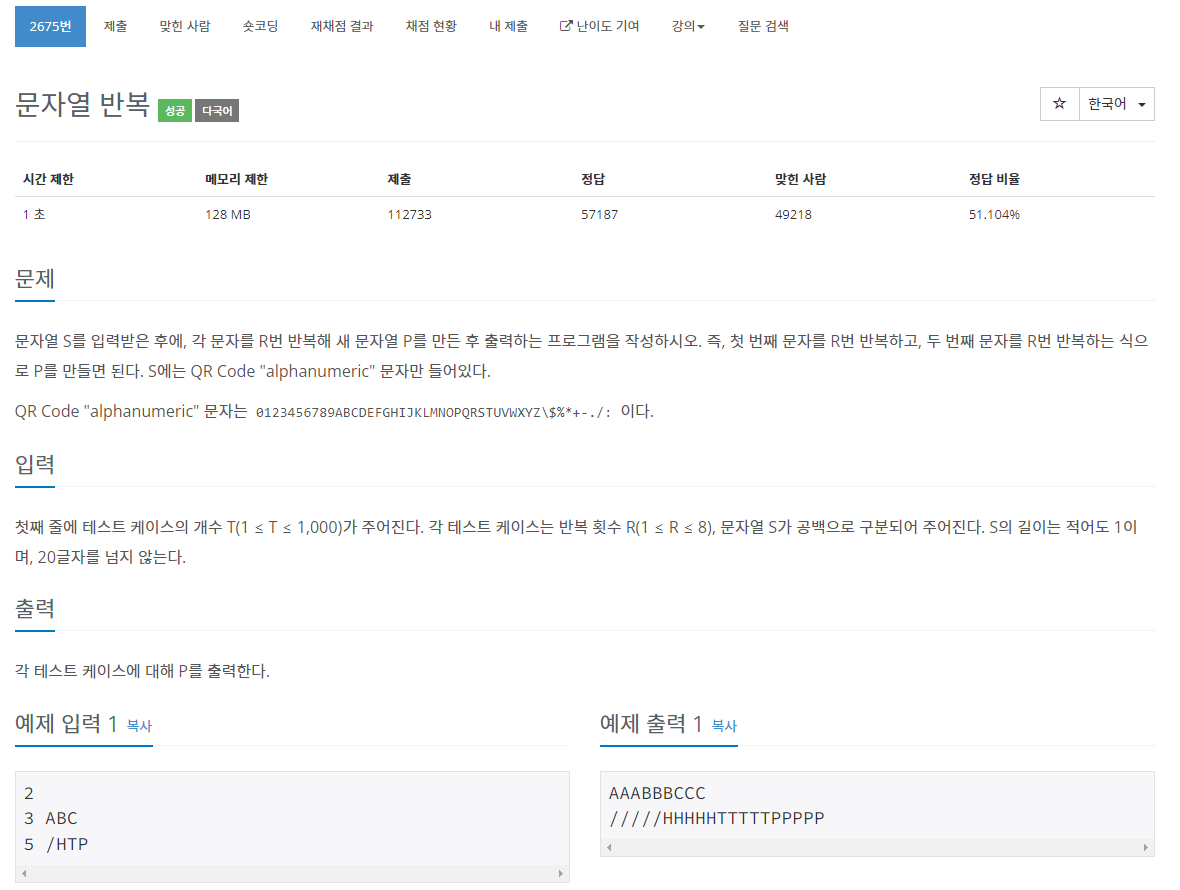 2675번 제출 맞힌 사람 숏코딩 재채점 결과 채점 현황 내 제출 난이도 기여 강의 질문 검색
문자열 반복 성공 다국어 ☆ 한국어
시간 제한 메모리 제한 제출 정답 맞힌 사람 정답 비율
1 초 128 MB 112733 57187 49218 51.104%
문제
문자열 S를 입력받은 후에, 각 문자를 R번 반복해 새 문자열 P를 만든 후 출력하는 프로그램을 작성하시오. 즉, 첫 번째 문자를 R번 반복하고, 두 번째 문자를 R번 반복하는 식으
로 P를 만들면 된다. S에는 QR Code "alphanumeric" 문자만 들어있다.
QR Code "alphanumeric" 문자는 0123456789ABCDEFGHIJKLMNOPQRSTUVWXYZ\$%*+-./: 이다.
입력
첫째 줄에 테스트 케이스의 개수 T(1 ≤ T ≤ 1,000)가 주어진다. 각 테스트 케이스는 반복 횟수 R(1 ≤ R ≤ 8), 문자열 S가 공백으로 구분되어 주어진다. S의 길이는 적어도 1이
며, 20글자를 넘지 않는다.
출력
각 테스트 케이스에 대해 P를 출력한다.
예제 입력 1 복사
2
3 ABC
5 /HTP
예제 출력 1 복사
AAABBBCCC
/////HHHHHTTTTTPPPPP